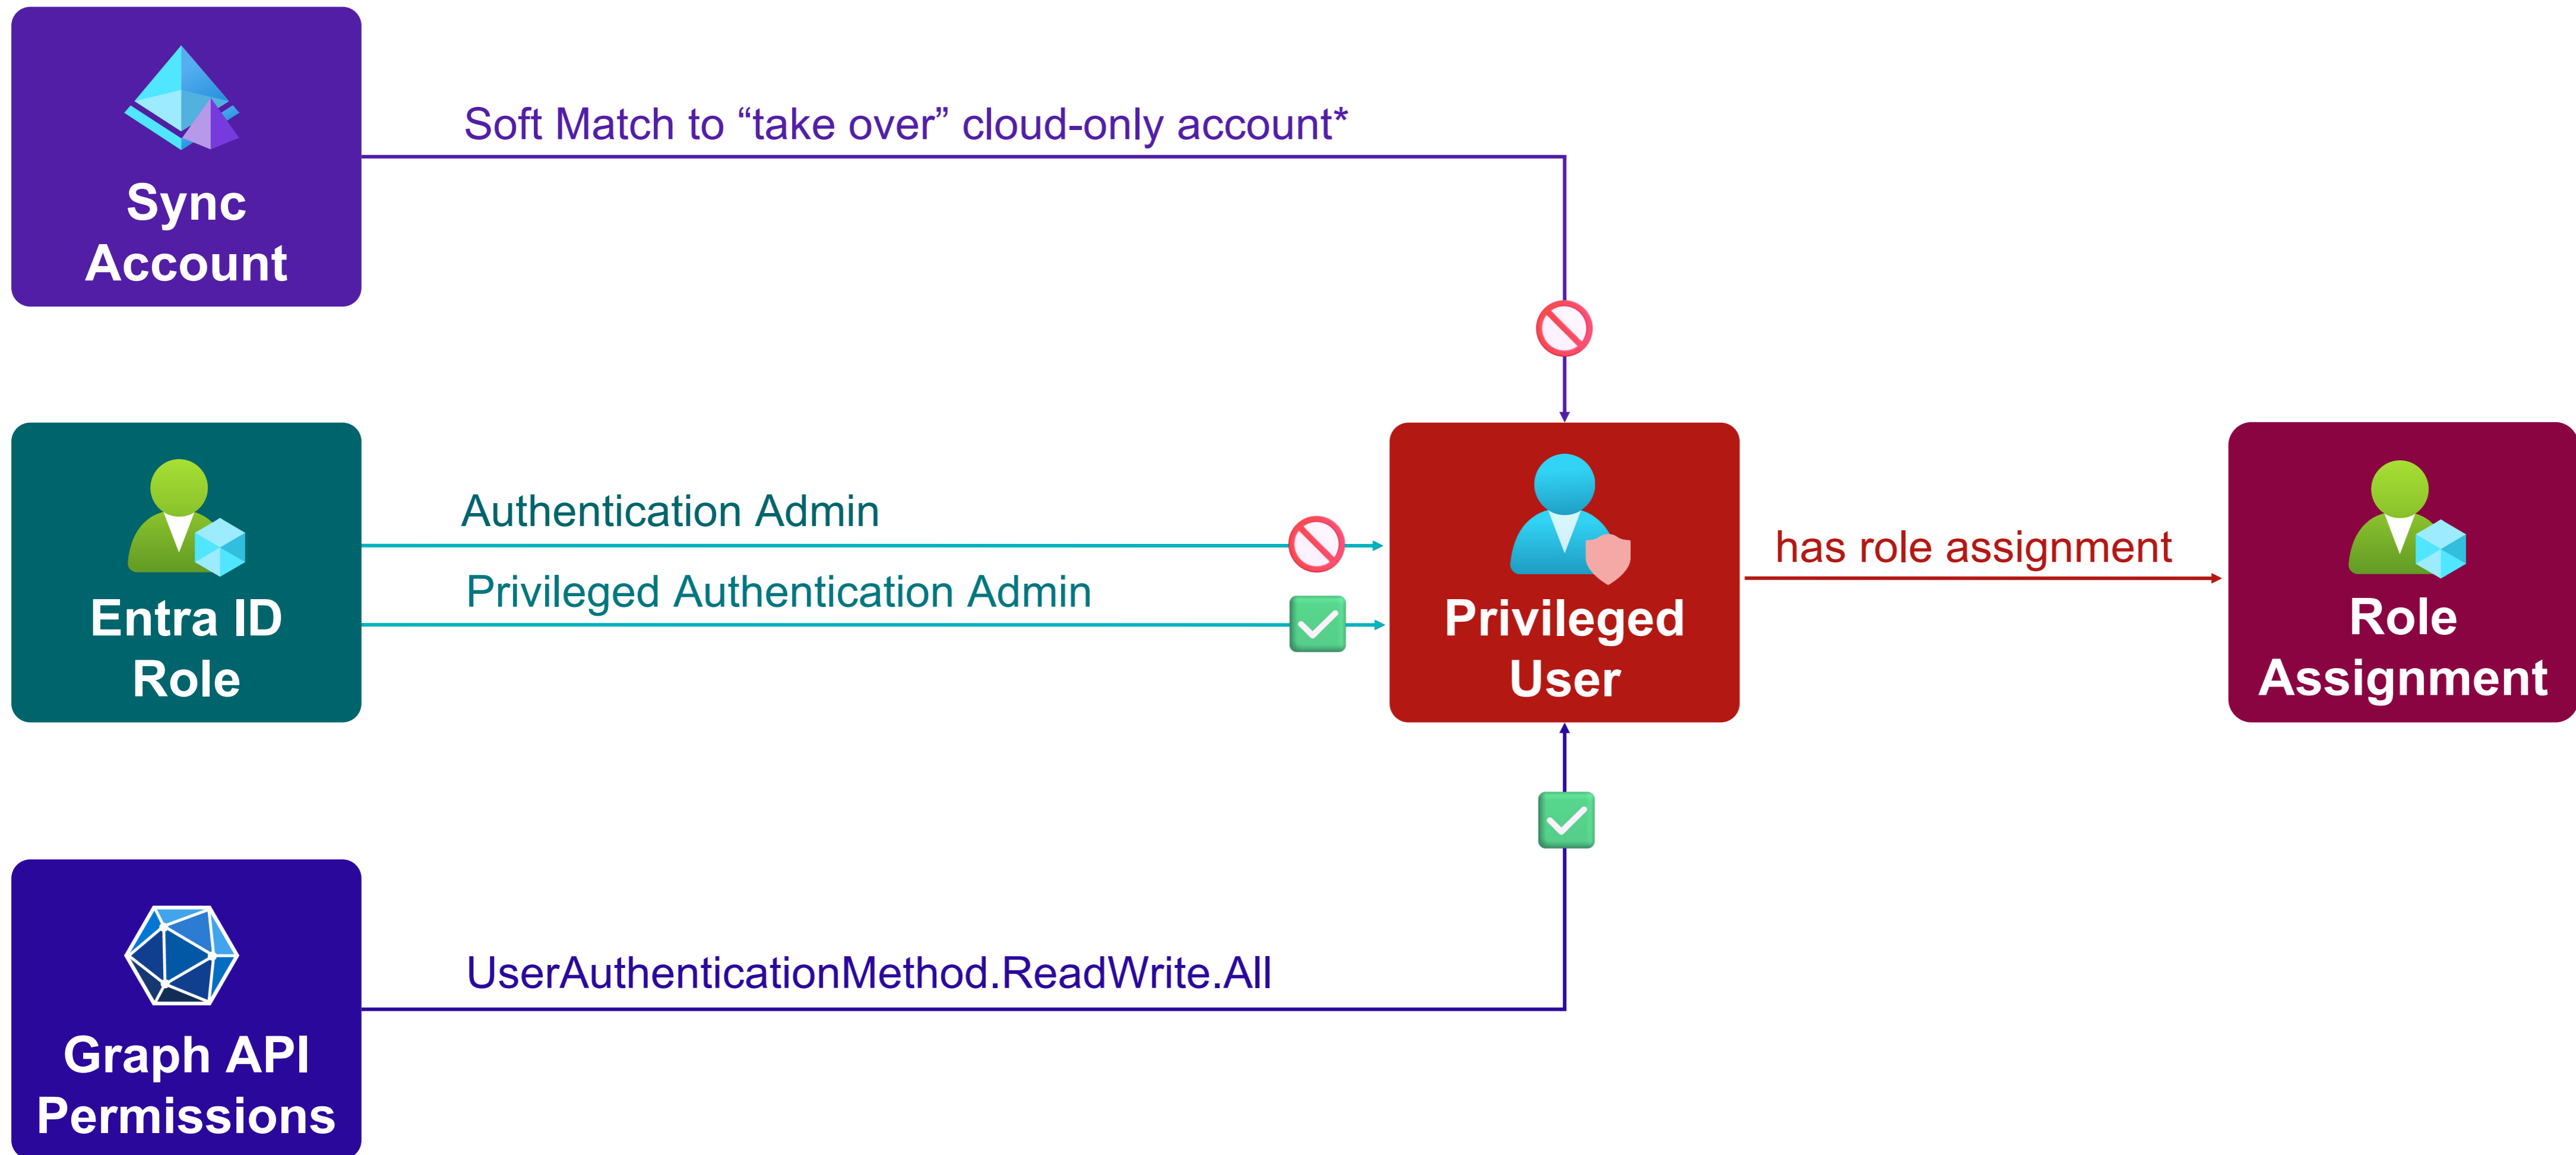 Sync
Account
Soft Match to “take over” cloud-only account*
Entra ID
Role
Authentication Admin
Privileged Authentication Admin
Privileged
User
has role assignment
Role
Assignment
Graph API
Permissions
UserAuthenticationMethod.ReadWrite.All